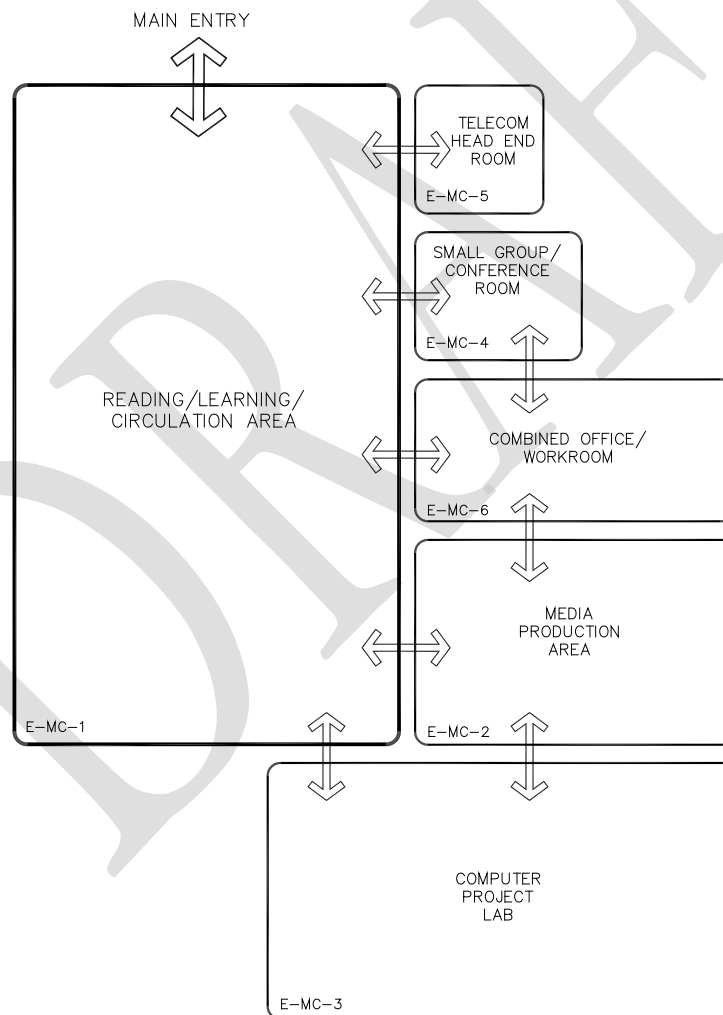 MAIN ENTRY
TELECOM
HEAD END
ROOM
E-MC-5
SMALL GROUP/
CONFERENCE
ROOM
E-MC-4
READING/LEARNING/
CIRCULATION AREA
COMBINED OFFICE/
WORKROOM
E-MC-6
MEDIA
PRODUCTION
AREA
E-MC-1
E-MC-2
COMPUTER
PROJECT
LAB
E-MC-3
DRAF